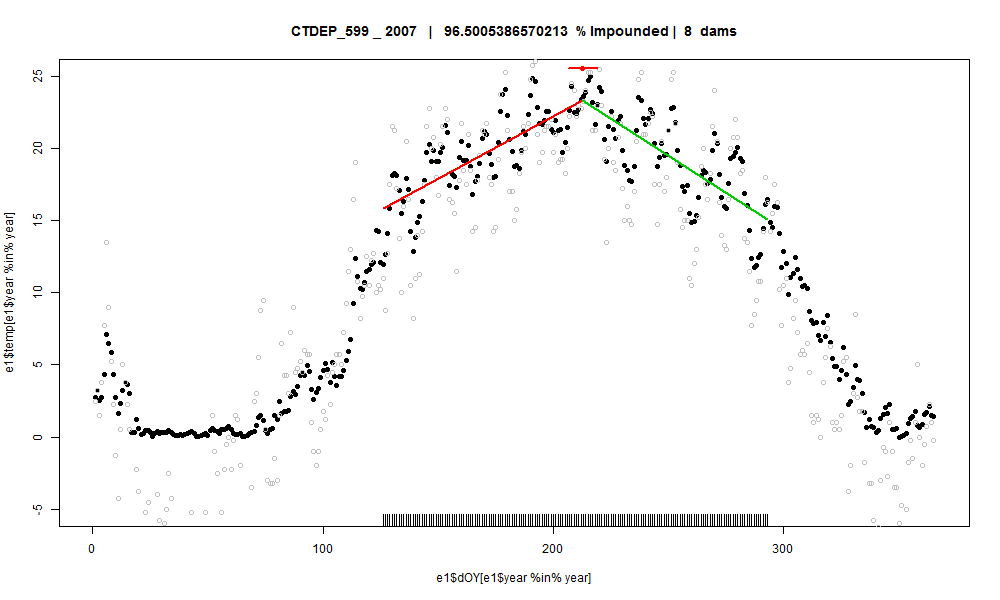 CTDEP_599 _ 2007 | 96.5005386570213 % Impounded | 8 dams
25
20
15
10
5
0
-5
e1$temp[e1$year %in% year]
0 100 200 300
e1$dOY[e1$year %in% year]